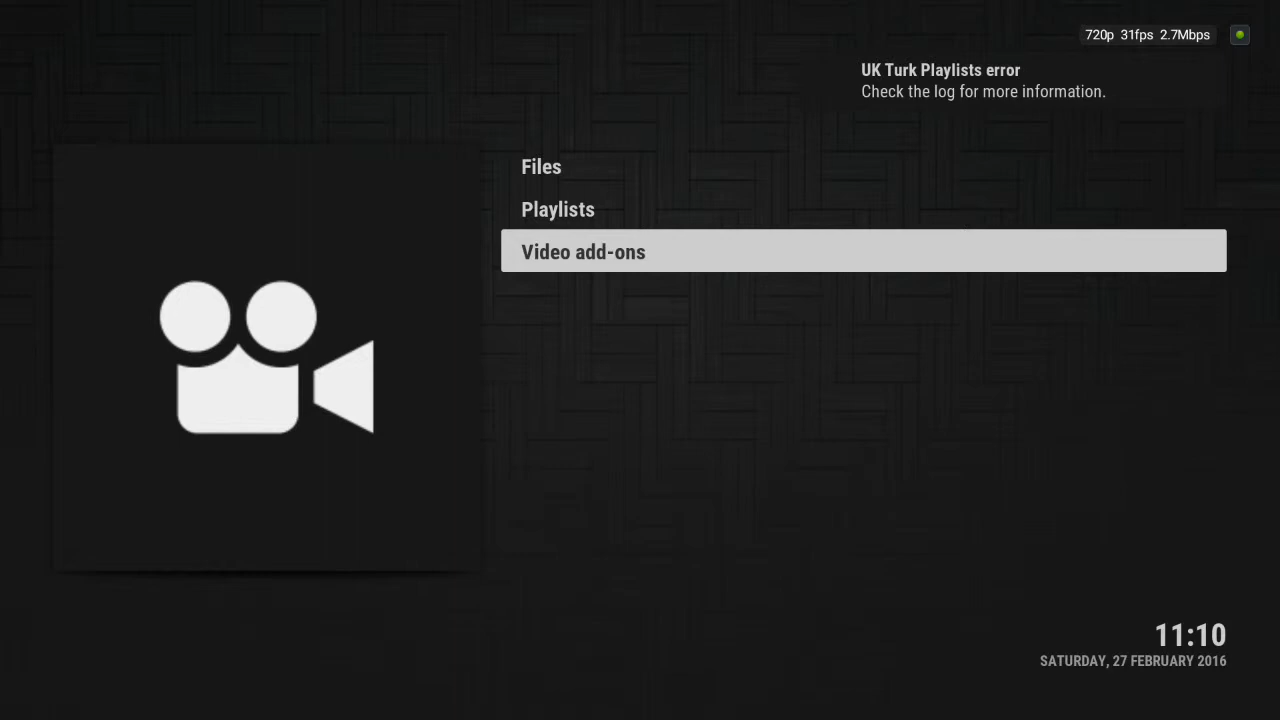 720p 31fps 2.7Mbps
UK Turk Playlists error
Check the log for more information.
Files
Playlists
Video add-ons
11:10
SATURDAY, 27 FEBRUARY 2016